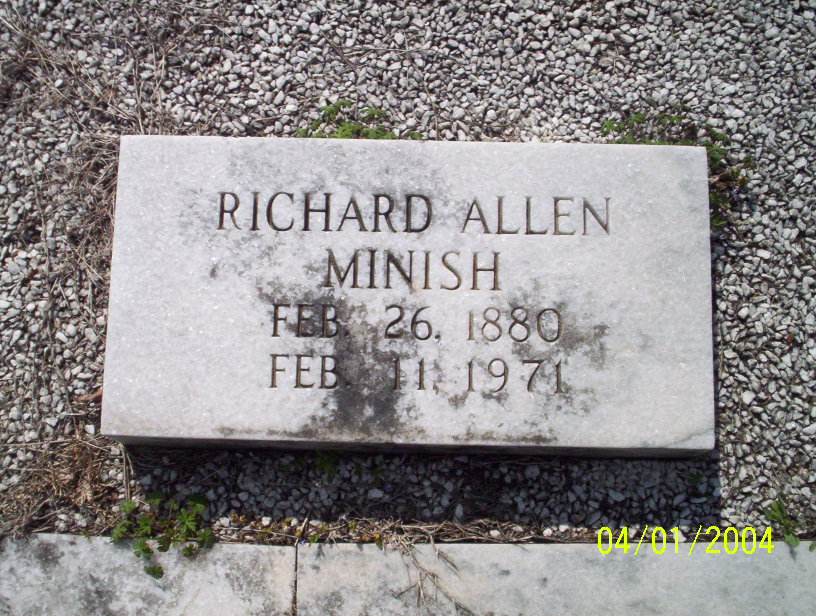 RICHARD ALLEN
MINISH
FEB. 26, 1880
FEB. 11, 1971
04/01/2004